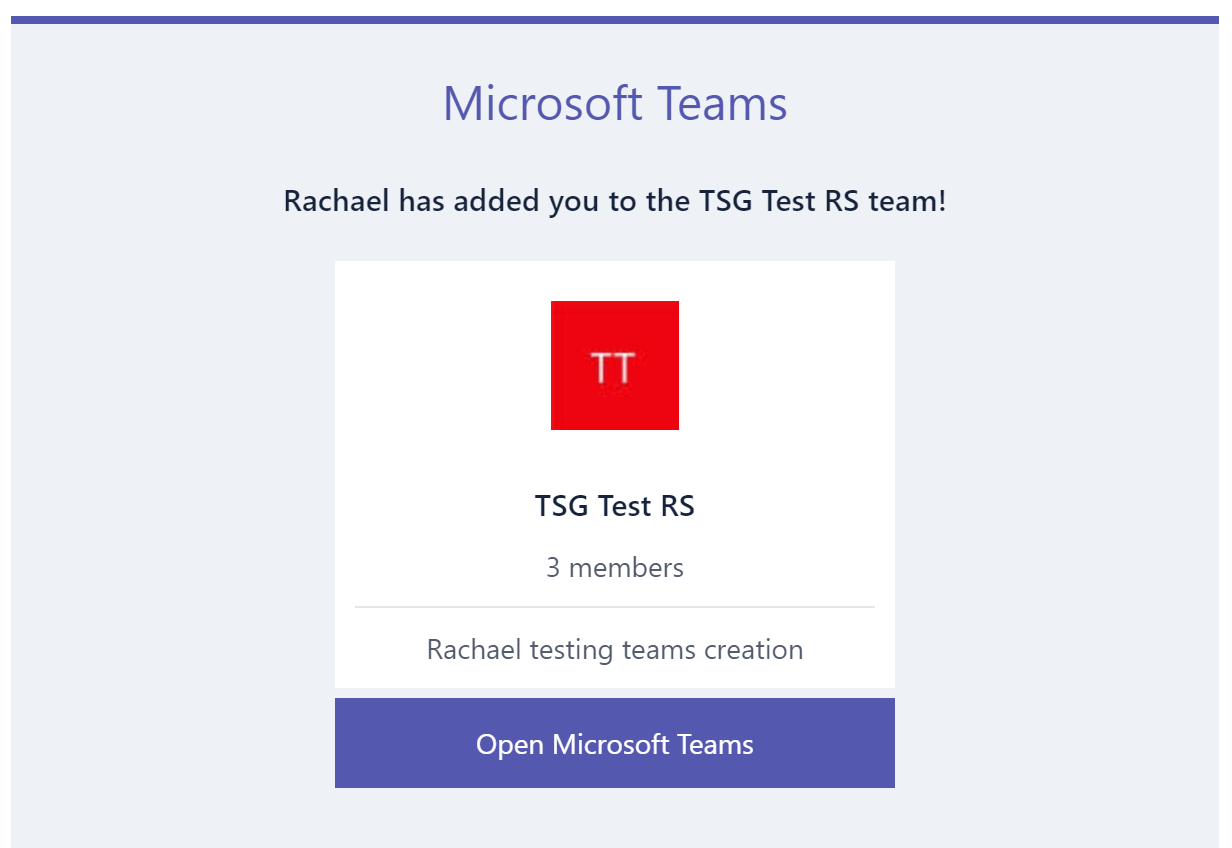 Microsoft Teams
Rachael has added you to the TSG Test RS team!
TT
TSG Test RS
3 members
Rachael testing teams creation
Open Microsoft Teams